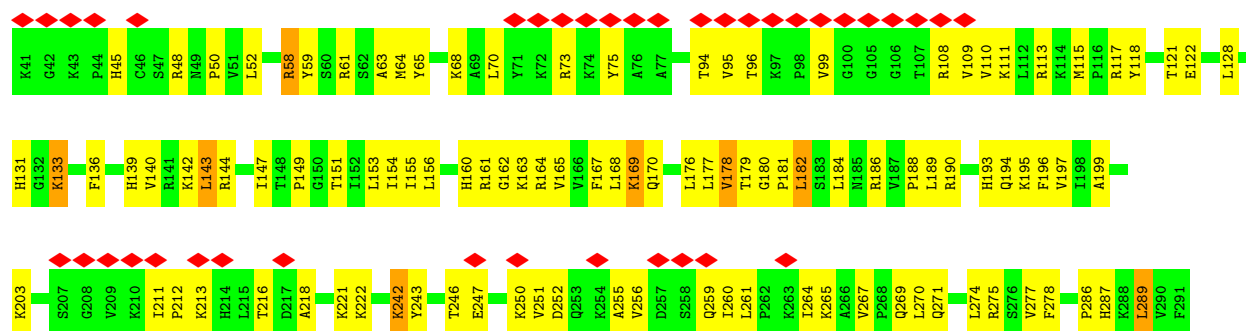 K41 G42 K43 P44 H45 C46 S47 R48 N49 P50 V51 L52 R58 Y59 S60 R61 S62 A63 M64 Y65 K68 A69 L70 Y71 K72 R73 K74 Y75 A76 A77 T94 V95 T96 K97 P98 V99 G100 G105 G106 T107 R108 V109 V110 K111 L112 R113 K114 M115 P116 R117 Y118 T121 E122 L128
H131 G132 K133 F136 H139 V140 R141 K142 L143 R144 I147 T148 P149 G150 T151 I152 L153 I154 I155 L156 H160 R161 G162 K163 R164 V165 V166 F167 L168 K169 Q170 L176 L177 V178 T179 G180 P181 L182 S183 L184 N185 R186 V187 P188 L189 R190 H193 Q194 K195 F196 V197 I198 A199
K203 S207 G208 V209 K210 I211 P212 K213 H214 L215 T216 D217 A218 K221 K222 K242 Y243 T246 E247 K250 V251 D252 Q253 K254 A255 V256 D257 S258 Q259 I260 L261 P262 K263 I264 K265 A266 V267 P268 Q269 L270 Q271 L274 R275 S276 V277 F278 P286 H287 K288 L289 V290 F291